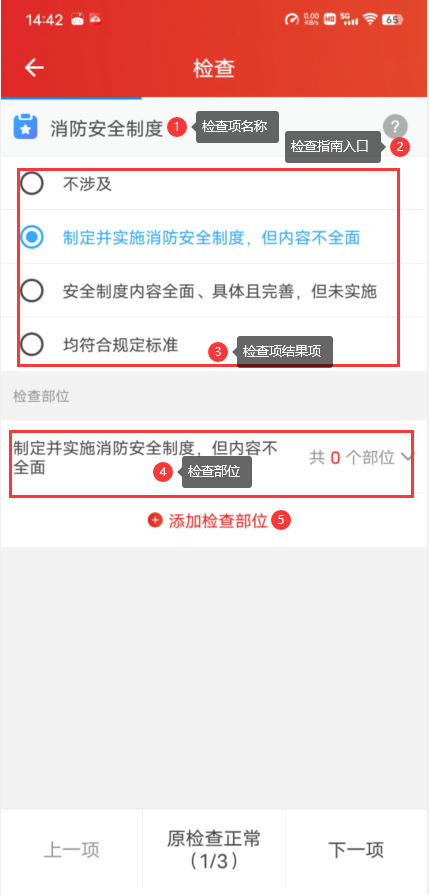 14:42
0.00 KB/s HD 5G 65
检查
消防安全制度 1 检查项名称
?
检查指南入口 2
不涉及
制定并实施消防安全制度，但内容不全面
安全制度内容全面、具体且完善，但未实施
均符合规定标准
3 检查项结果项
检查部位
制定并实施消防安全制度，但内容不
全面
共 0 个部位
4 检查部位
添加检查部位 5
上一项
原检查正常
（1/3）
下一项